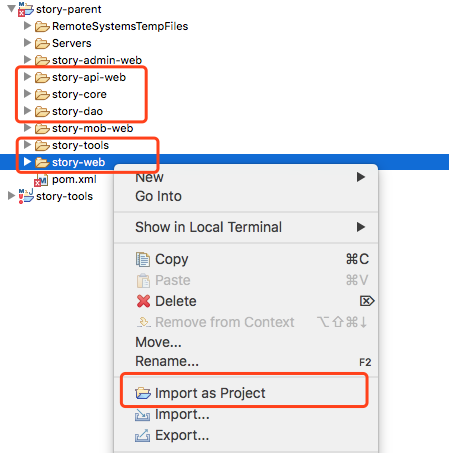 story-parent
RemoteSystemsTempFiles
Servers
story-admin-web
story-api-web
story-core
story-dao
story-mob-web
story-tools
story-web
pom.xml
story-tools
New
Go Into
Show in Local Terminal
Copy ⌘C
Paste ⌘V
Delete ⌦
Remove from Context ⌥⇧⌘↓
Move...
Rename... F2
Import as Project
Import...
Export...